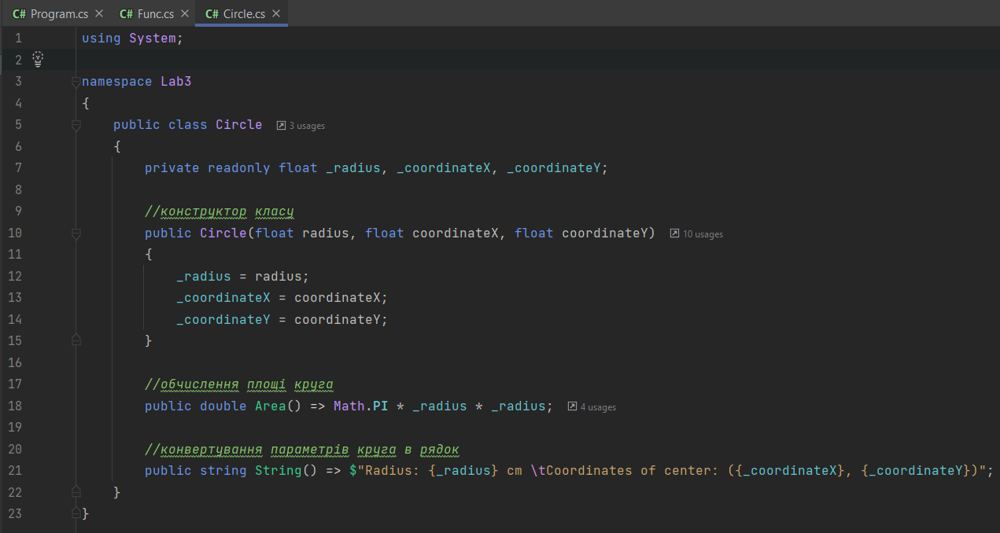 C# Program.cs × C# Func.cs × C# Circle.cs ×
1 using System;
2
3 namespace Lab3
4 {
5 public class Circle 3 usages
6 {
7 private readonly float _radius, _coordinateX, _coordinateY;
8
9 //конструктор класу
10 public Circle(float radius, float coordinateX, float coordinateY) 10 usages
11 {
12 _radius = radius;
13 _coordinateX = coordinateX;
14 _coordinateY = coordinateY;
15 }
16
17 //обчислення площі круга
18 public double Area() => Math.PI * _radius * _radius; 4 usages
19
20 //конвертування параметрів круга в рядок
21 public string String() => $"Radius: {_radius} cm \tCoordinates of center: ({_coordinateX}, {_coordinateY})";
22 }
23 }